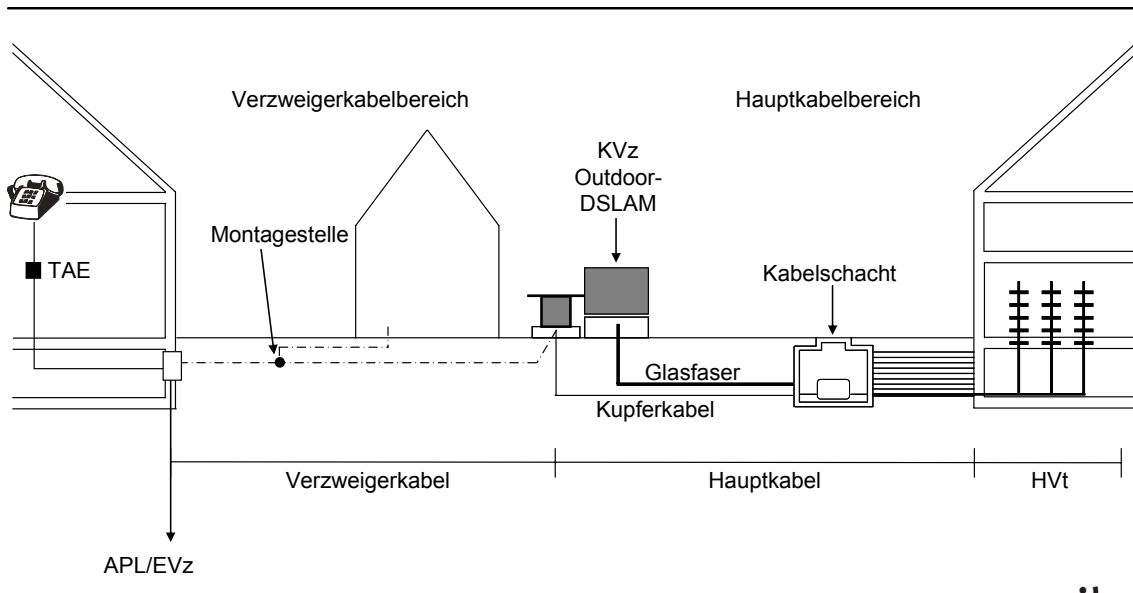 Verzweigerkabelbereich
Hauptkabelbereich
KVz
Outdoor-
DSLAM
Montagestelle
TAE
Kabelschacht
Glasfaser
Kupferkabel
Verzweigerkabel
Hauptkabel
HVt
APL/EVz